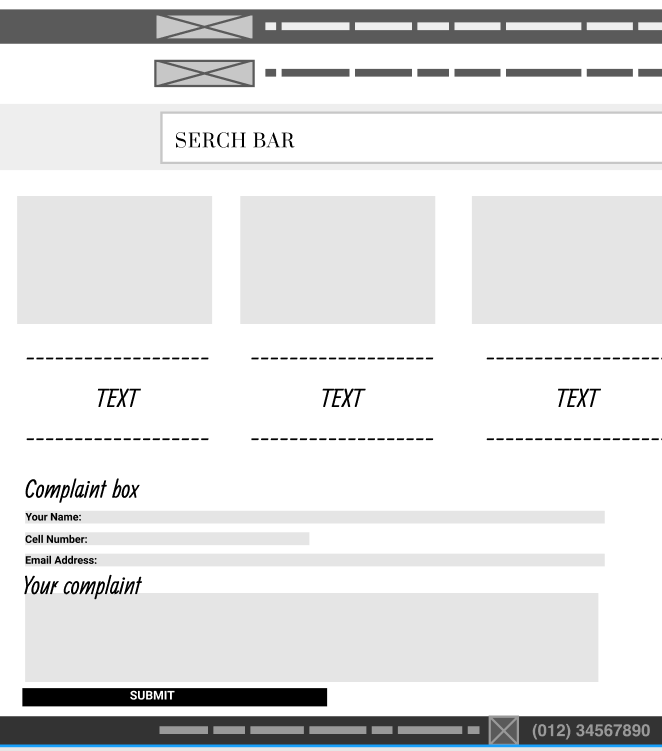 SERCH BAR
TEXT TEXT TEXT
Complaint box
Your Name:
Cell Number:
Email Address:
Your complaint
SUBMIT
(012) 34567890